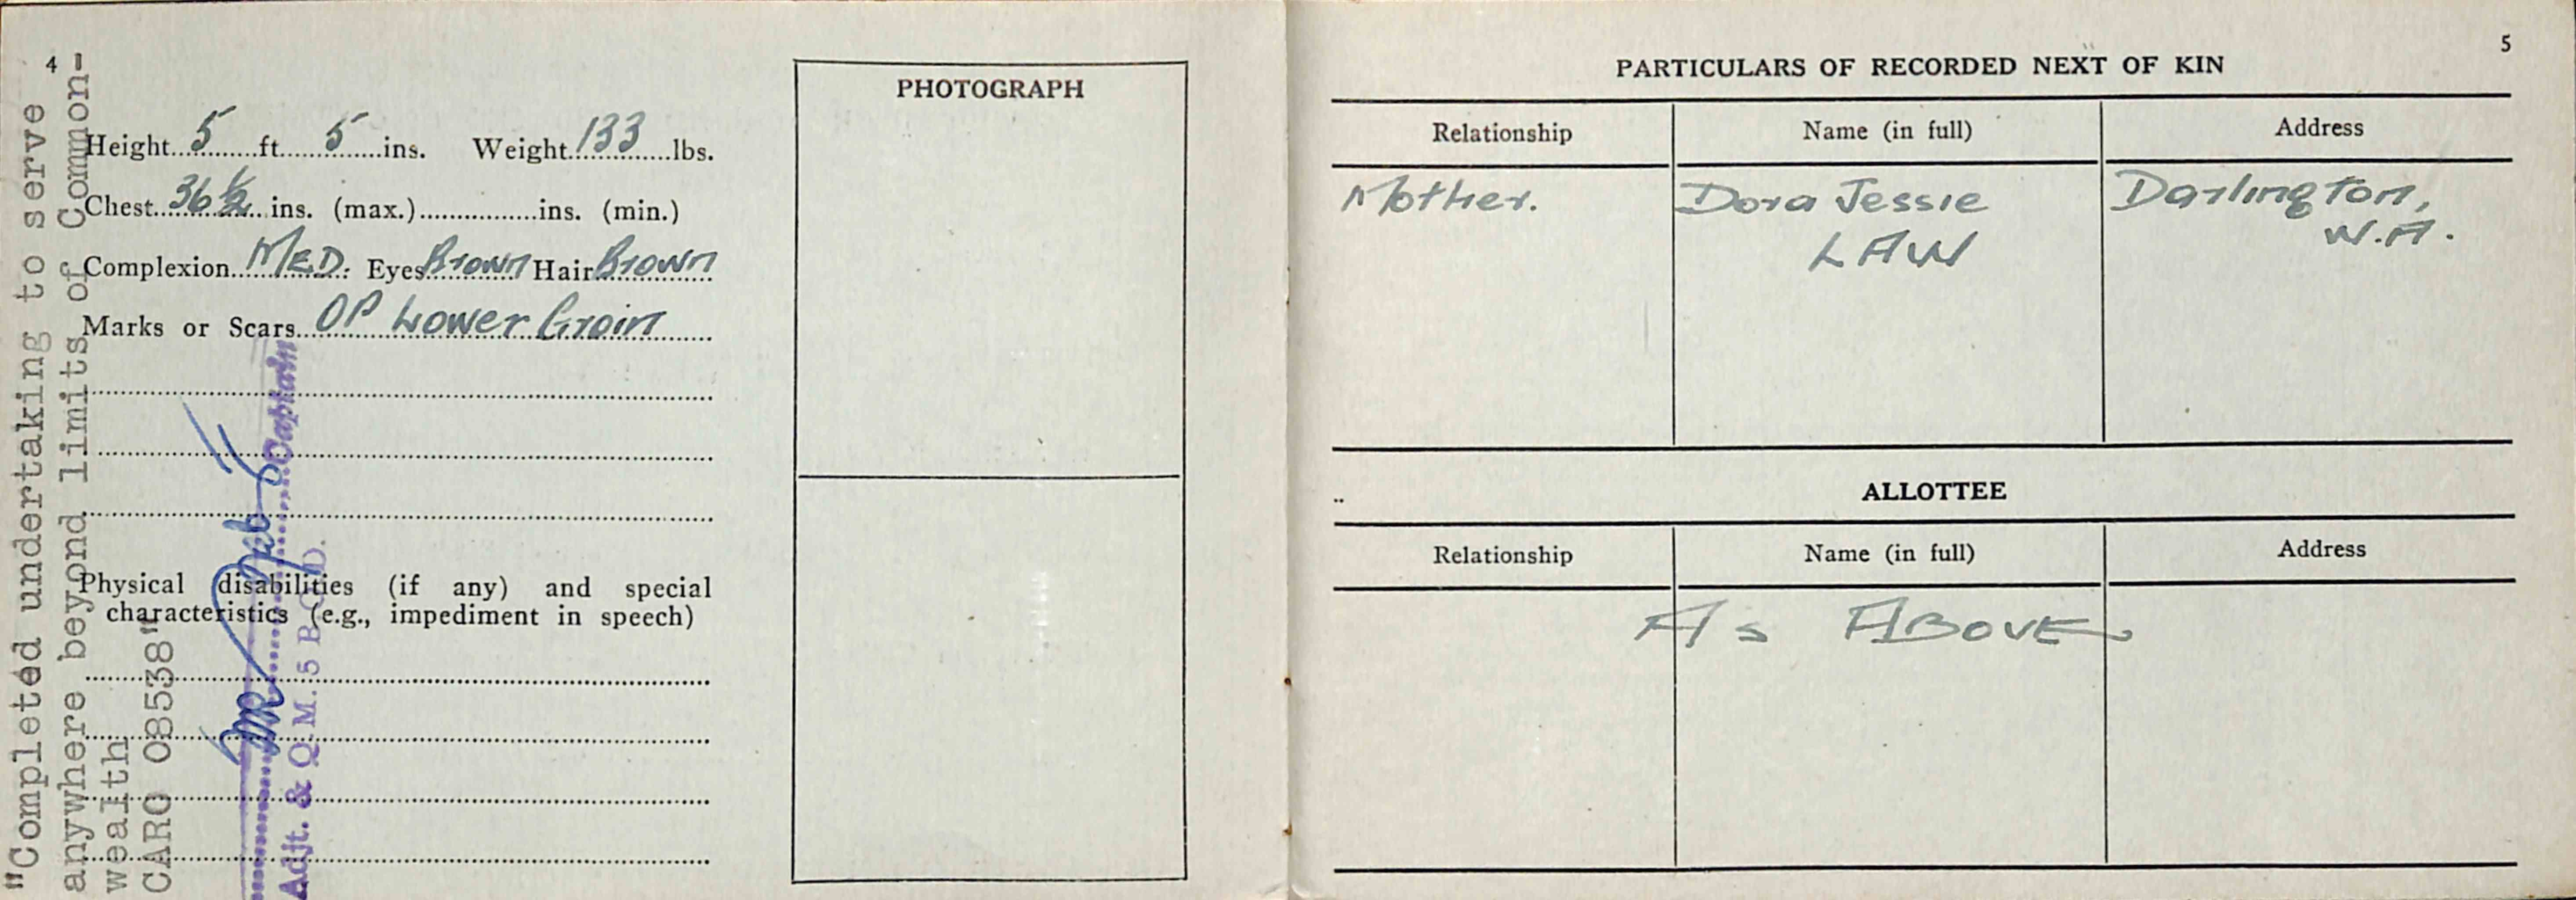 4
Height 5 ft 5 ins. Weight 133 lbs.
Chest 36 ½ ins. (max.) ins. (min.)
Complexion MED. Eyes Brown Hair Brown
Marks or Scars OP Lower Groin
Physical disabilities (if any) and special
characteristics (e.g., impediment in speech)
"Completed undertaking to serve
anywhere beyond limits of Common-
wealth
CARO 08538"
Captain
Adjt. & Q.M. 5 B.
PHOTOGRAPH
5
PARTICULARS OF RECORDED NEXT OF KIN
Relationship Name (in full) Address
Mother. Dora Jessie Darlington,
LAW W.A.
ALLOTTEE
Relationship Name (in full) Address
As ABOVE